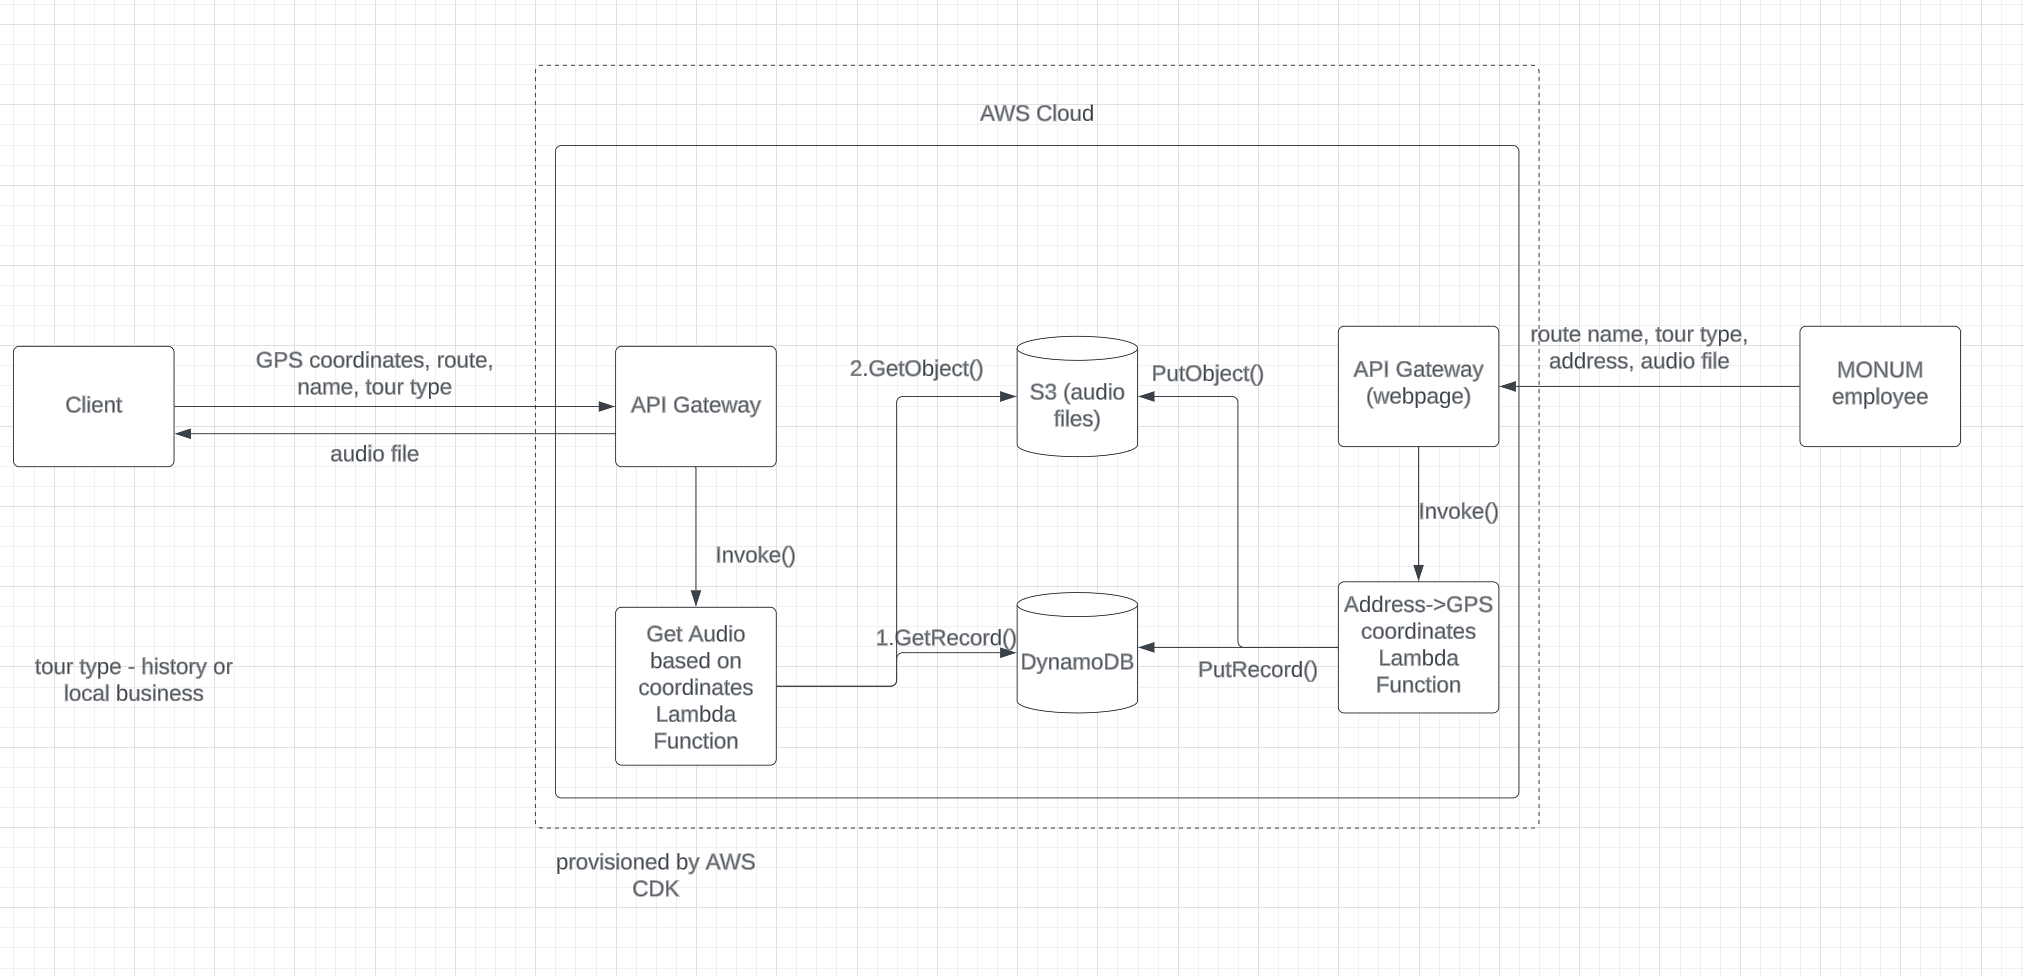 AWS Cloud
GPS coordinates, route,
name, tour type
Client
audio file
API Gateway
Invoke()
Get Audio
based on
coordinates
Lambda
Function
2.GetObject()
1.GetRecord()
S3 (audio
files)
DynamoDB
PutObject()
PutRecord()
API Gateway
(webpage)
Invoke()
Address->GPS
coordinates
Lambda
Function
route name, tour type,
address, audio file
MONUM
employee
tour type - history or
local business
provisioned by AWS
CDK